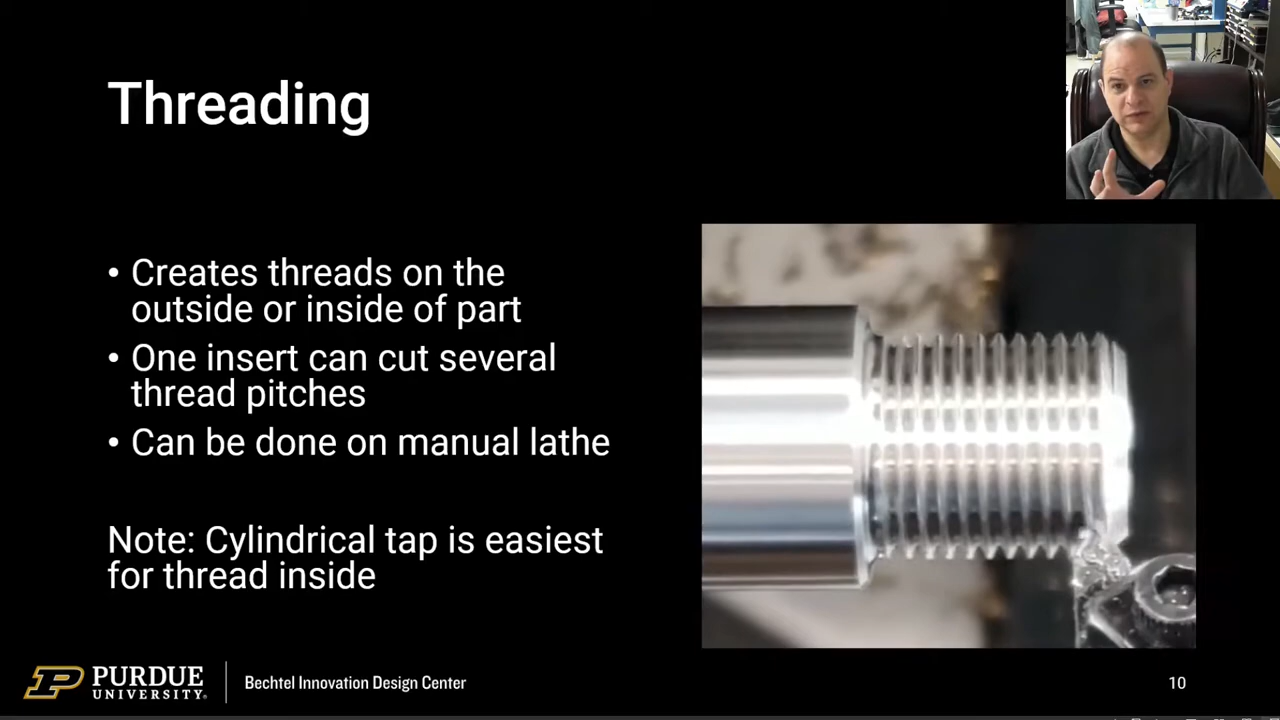 Threading
• Creates threads on the
outside or inside of part
• One insert can cut several
thread pitches
• Can be done on manual lathe
Note: Cylindrical tap is easiest
for thread inside
PURDUE
UNIVERSITY®
Bechtel Innovation Design Center
10